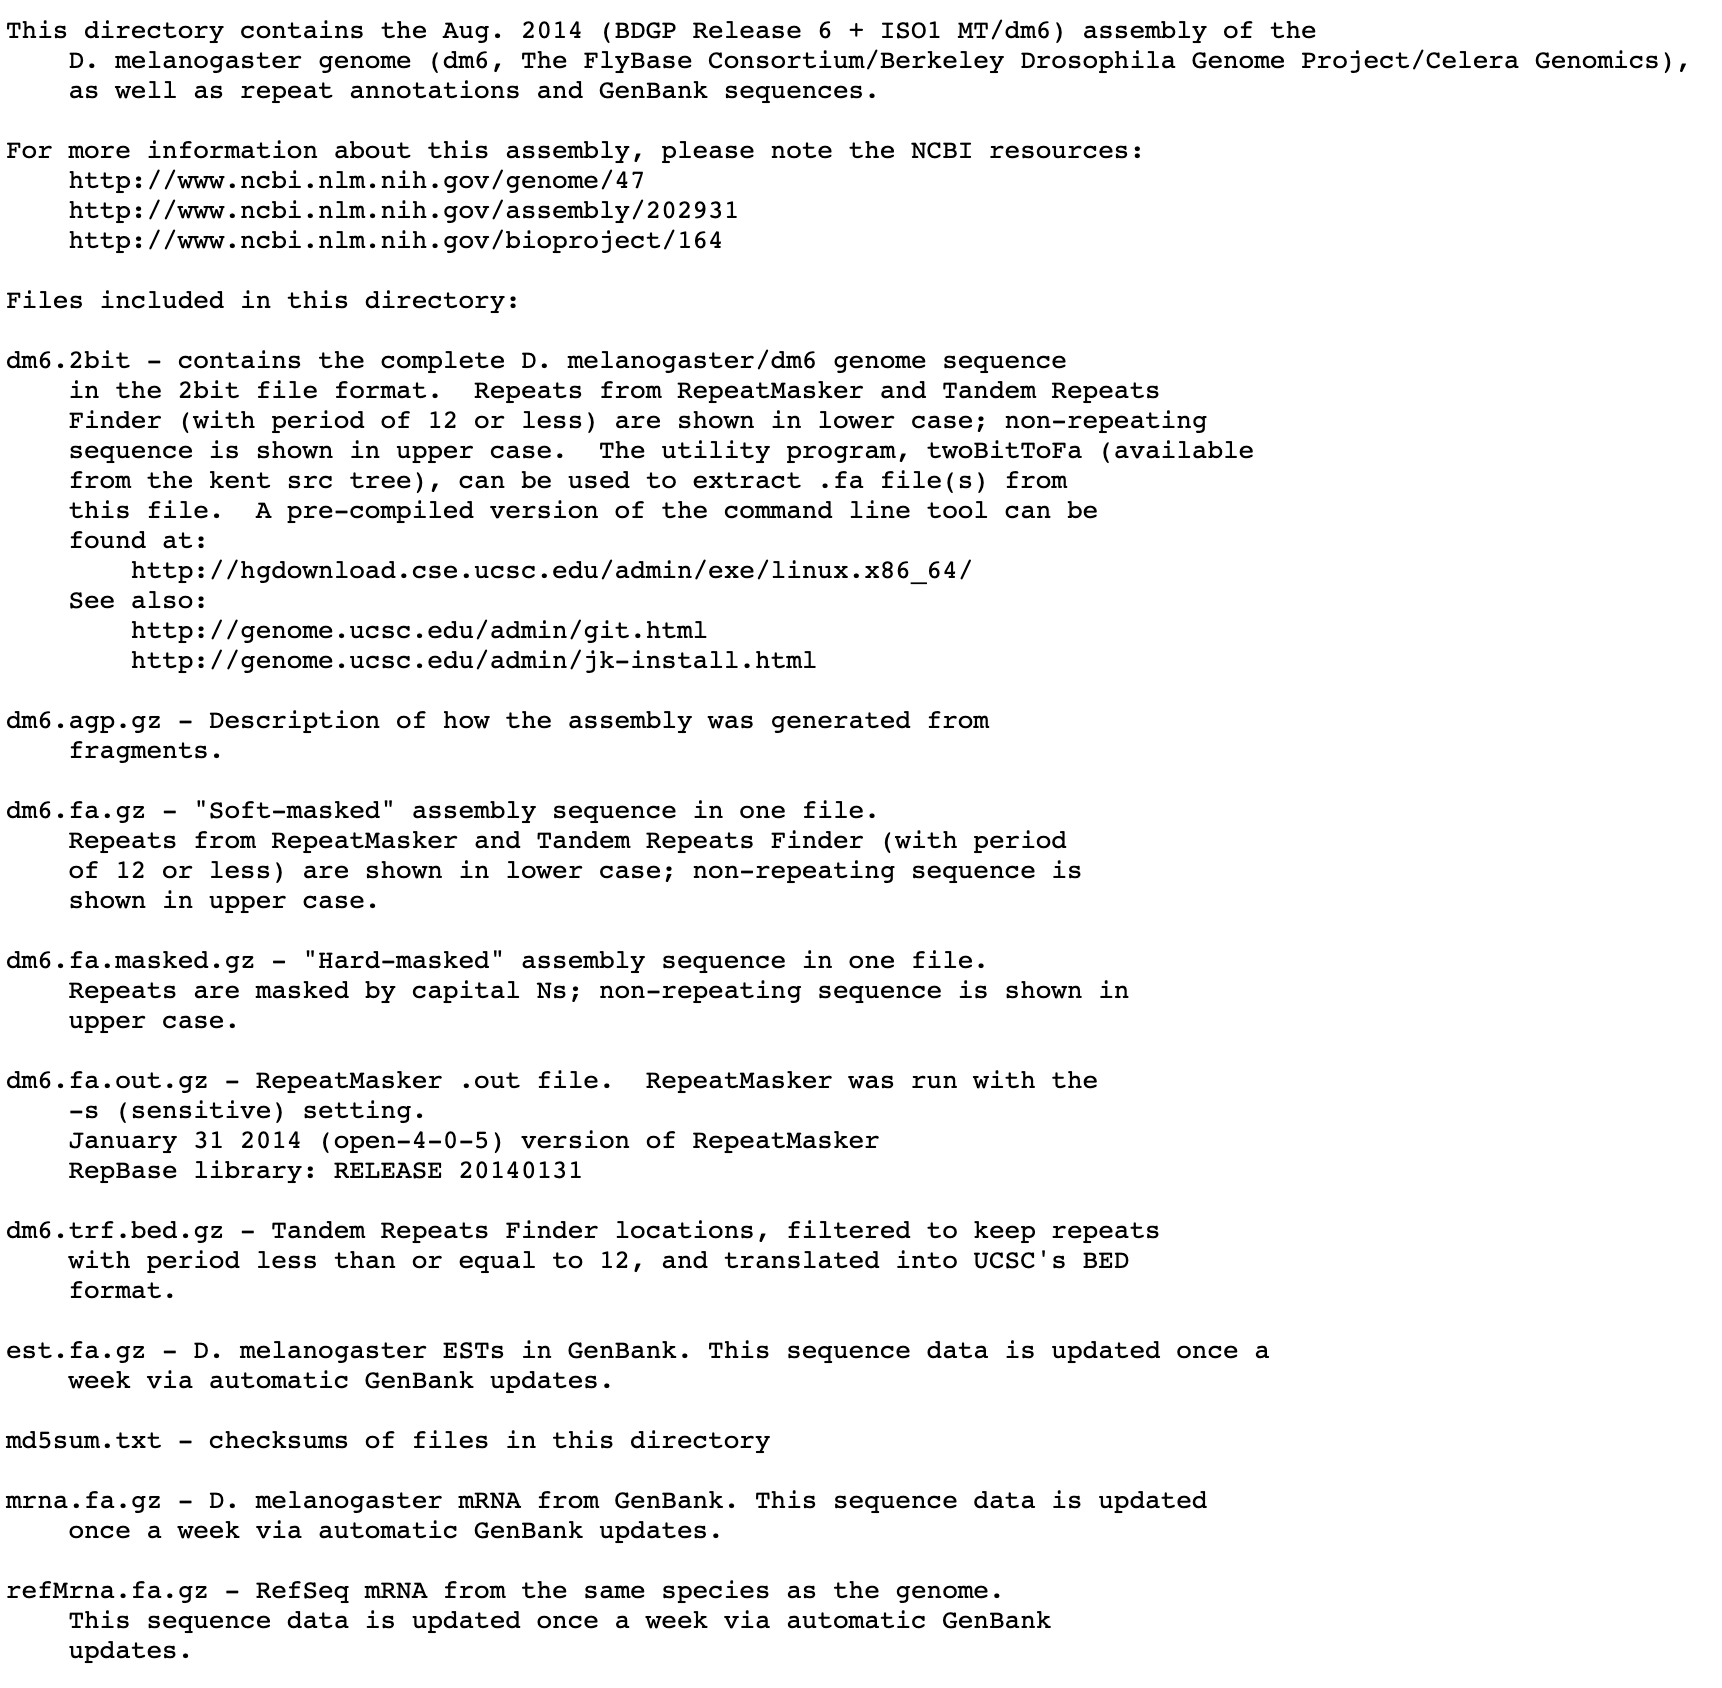 This directory contains the Aug. 2014 (BDGP Release 6 + ISO1 MT/dm6) assembly of the
    D. melanogaster genome (dm6, The FlyBase Consortium/Berkeley Drosophila Genome Project/Celera Genomics),
    as well as repeat annotations and GenBank sequences.

For more information about this assembly, please note the NCBI resources:
    http://www.ncbi.nlm.nih.gov/genome/47
    http://www.ncbi.nlm.nih.gov/assembly/202931
    http://www.ncbi.nlm.nih.gov/bioproject/164

Files included in this directory:

dm6.2bit - contains the complete D. melanogaster/dm6 genome sequence
    in the 2bit file format.  Repeats from RepeatMasker and Tandem Repeats
    Finder (with period of 12 or less) are shown in lower case; non-repeating
    sequence is shown in upper case.  The utility program, twoBitToFa (available
    from the kent src tree), can be used to extract .fa file(s) from
    this file.  A pre-compiled version of the command line tool can be
    found at:
        http://hgdownload.cse.ucsc.edu/admin/exe/linux.x86_64/
    See also:
        http://genome.ucsc.edu/admin/git.html
        http://genome.ucsc.edu/admin/jk-install.html

dm6.agp.gz - Description of how the assembly was generated from
    fragments.

dm6.fa.gz - "Soft-masked" assembly sequence in one file.
    Repeats from RepeatMasker and Tandem Repeats Finder (with period
    of 12 or less) are shown in lower case; non-repeating sequence is
    shown in upper case.

dm6.fa.masked.gz - "Hard-masked" assembly sequence in one file.
    Repeats are masked by capital Ns; non-repeating sequence is shown in
    upper case.

dm6.fa.out.gz - RepeatMasker .out file.  RepeatMasker was run with the
    -s (sensitive) setting.
    January 31 2014 (open-4-0-5) version of RepeatMasker
    RepBase library: RELEASE 20140131

dm6.trf.bed.gz - Tandem Repeats Finder locations, filtered to keep repeats
    with period less than or equal to 12, and translated into UCSC's BED
    format.

est.fa.gz - D. melanogaster ESTs in GenBank. This sequence data is updated once a
    week via automatic GenBank updates.

md5sum.txt - checksums of files in this directory

mrna.fa.gz - D. melanogaster mRNA from GenBank. This sequence data is updated
    once a week via automatic GenBank updates.

refMrna.fa.gz - RefSeq mRNA from the same species as the genome.
    This sequence data is updated once a week via automatic GenBank
    updates.